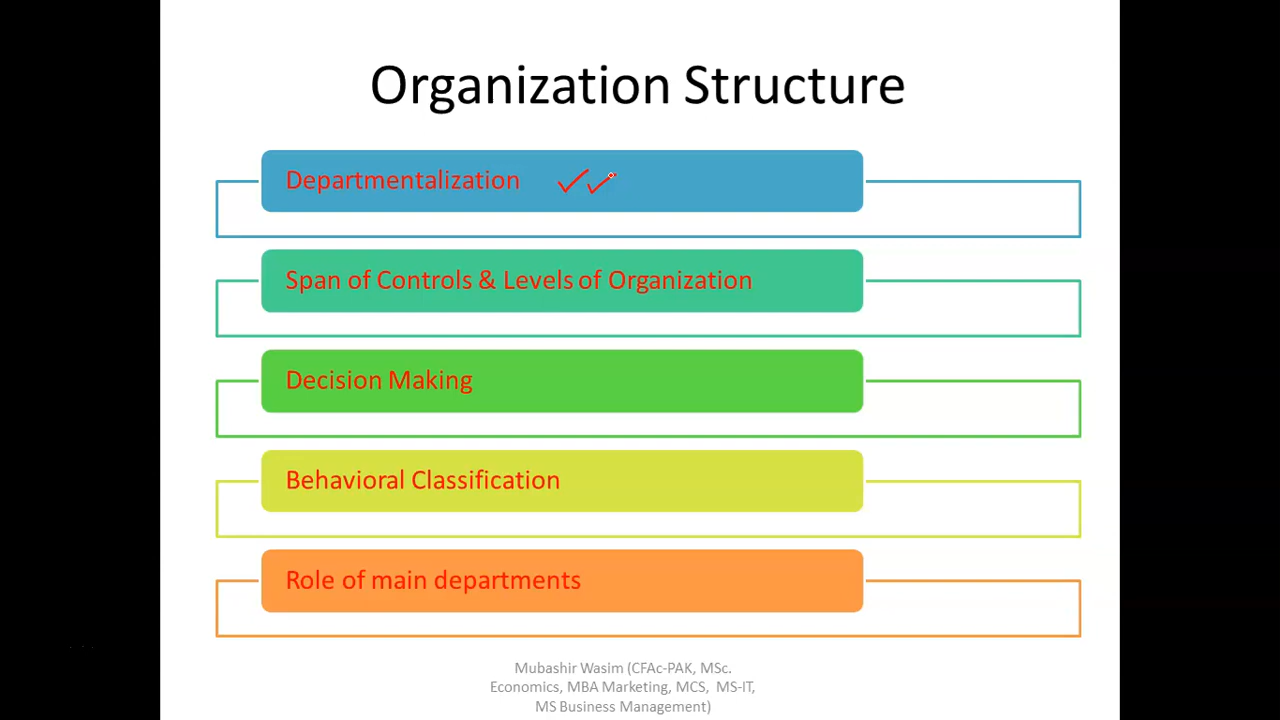 Organization Structure
Departmentalization
Span of Controls & Levels of Organization
Decision Making
Behavioral Classification
Role of main departments
Mubashir Wasim (CFAc-PAK, MSc.
Economics, MBA Marketing, MCS, MS-IT,
MS Business Management)